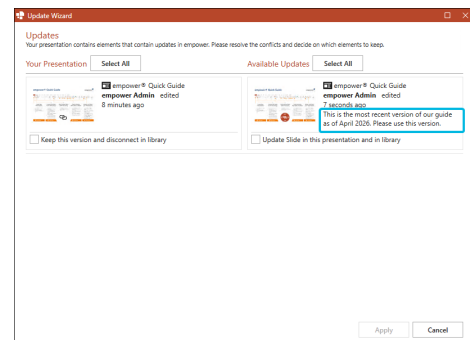 Update Wizard
Updates
Your presentation contains elements that contain updates in empower. Please resolve the conflicts and decide on which elements to keep.
Your Presentation Select All
Available Updates Select All
empower® Quick Guide
empower Admin edited
8 minutes ago
Keep this version and disconnect in library
empower® Quick Guide
empower Admin edited
7 seconds ago
This is the most recent version of our guide
as of April 2026. Please use this version.
Update Slide in this presentation and in library
Apply Cancel